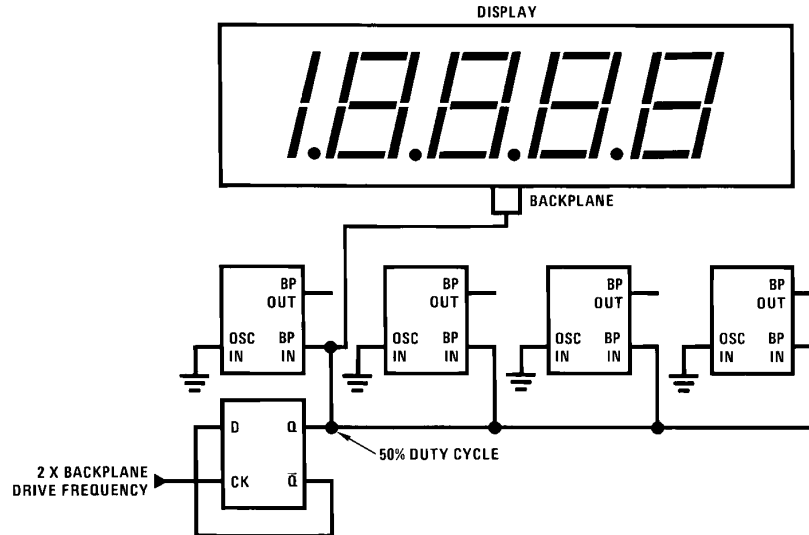 DISPLAY
1.8.8.8.8
BACKPLANE
BP
OUT
OSC
IN
BP
IN
BP
OUT
OSC
IN
BP
IN
BP
OUT
OSC
IN
BP
IN
BP
OUT
OSC
IN
BP
IN
D
Q
50% DUTY CYCLE
2 X BACKPLANE
DRIVE FREQUENCY
CK
Q̅